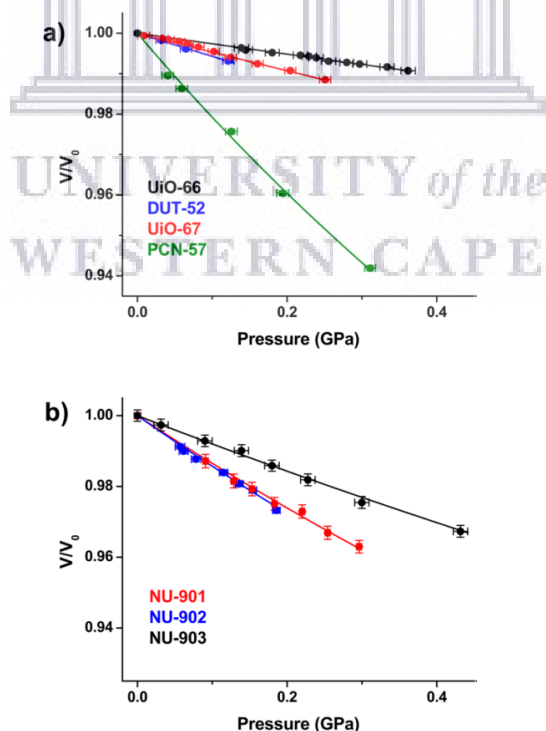 a)
1.00
0.98
0.96
0.94
V/V₀
UNIVERSITY of the
WESTERN CAPE
UiO-66
DUT-52
UiO-67
PCN-57
0.0 0.2 0.4
Pressure (GPa)
b)
1.00
0.98
0.96
0.94
V/V₀
NU-901
NU-902
NU-903
0.0 0.2 0.4
Pressure (GPa)